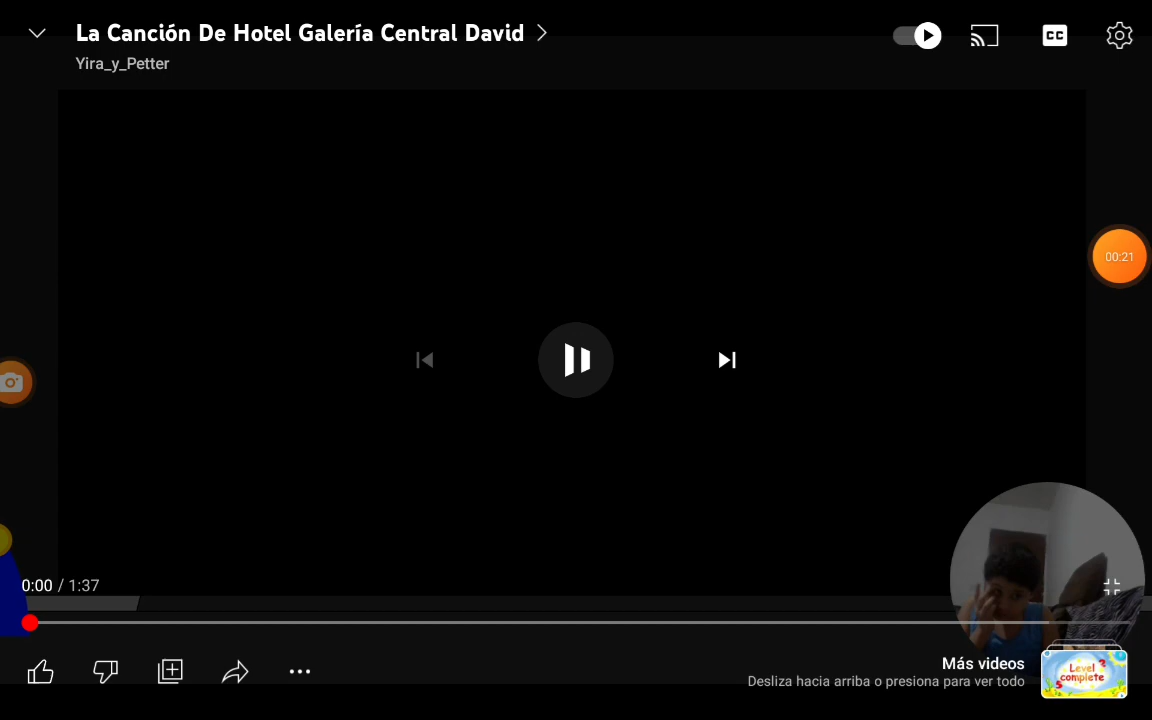 La Canción De Hotel Galería Central David
Yira_y_Petter
CC
00:21
0:00 / 1:37
Más videos
Desliza hacia arriba o presiona para ver todo
Level
complete